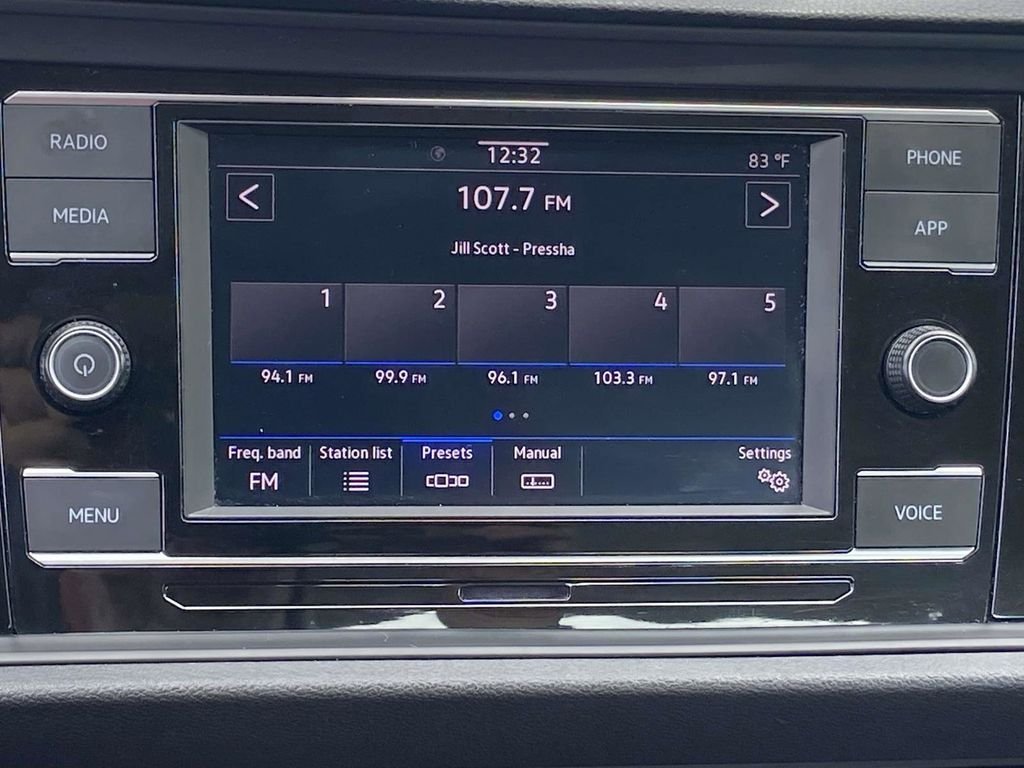 RADIO
MEDIA
12:32
83 °F
PHONE
APP
<
107.7 FM
>
Jill Scott - Pressha
1
2
3
4
5
94.1 FM
99.9 FM
96.1 FM
103.3 FM
97.1 FM
Freq. band
FM
Station list
Presets
Manual
Settings
MENU
VOICE